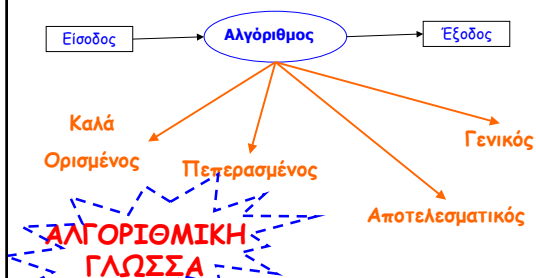 Είσοδος
Αλγόριθμος
Έξοδος
Καλά
Ορισμένος
Πεπερασμένος
Γενικός
Αποτελεσματικός
ΑΛΓΟΡΙΘΜΙΚΗ
ΓΛΩΣΣΑ